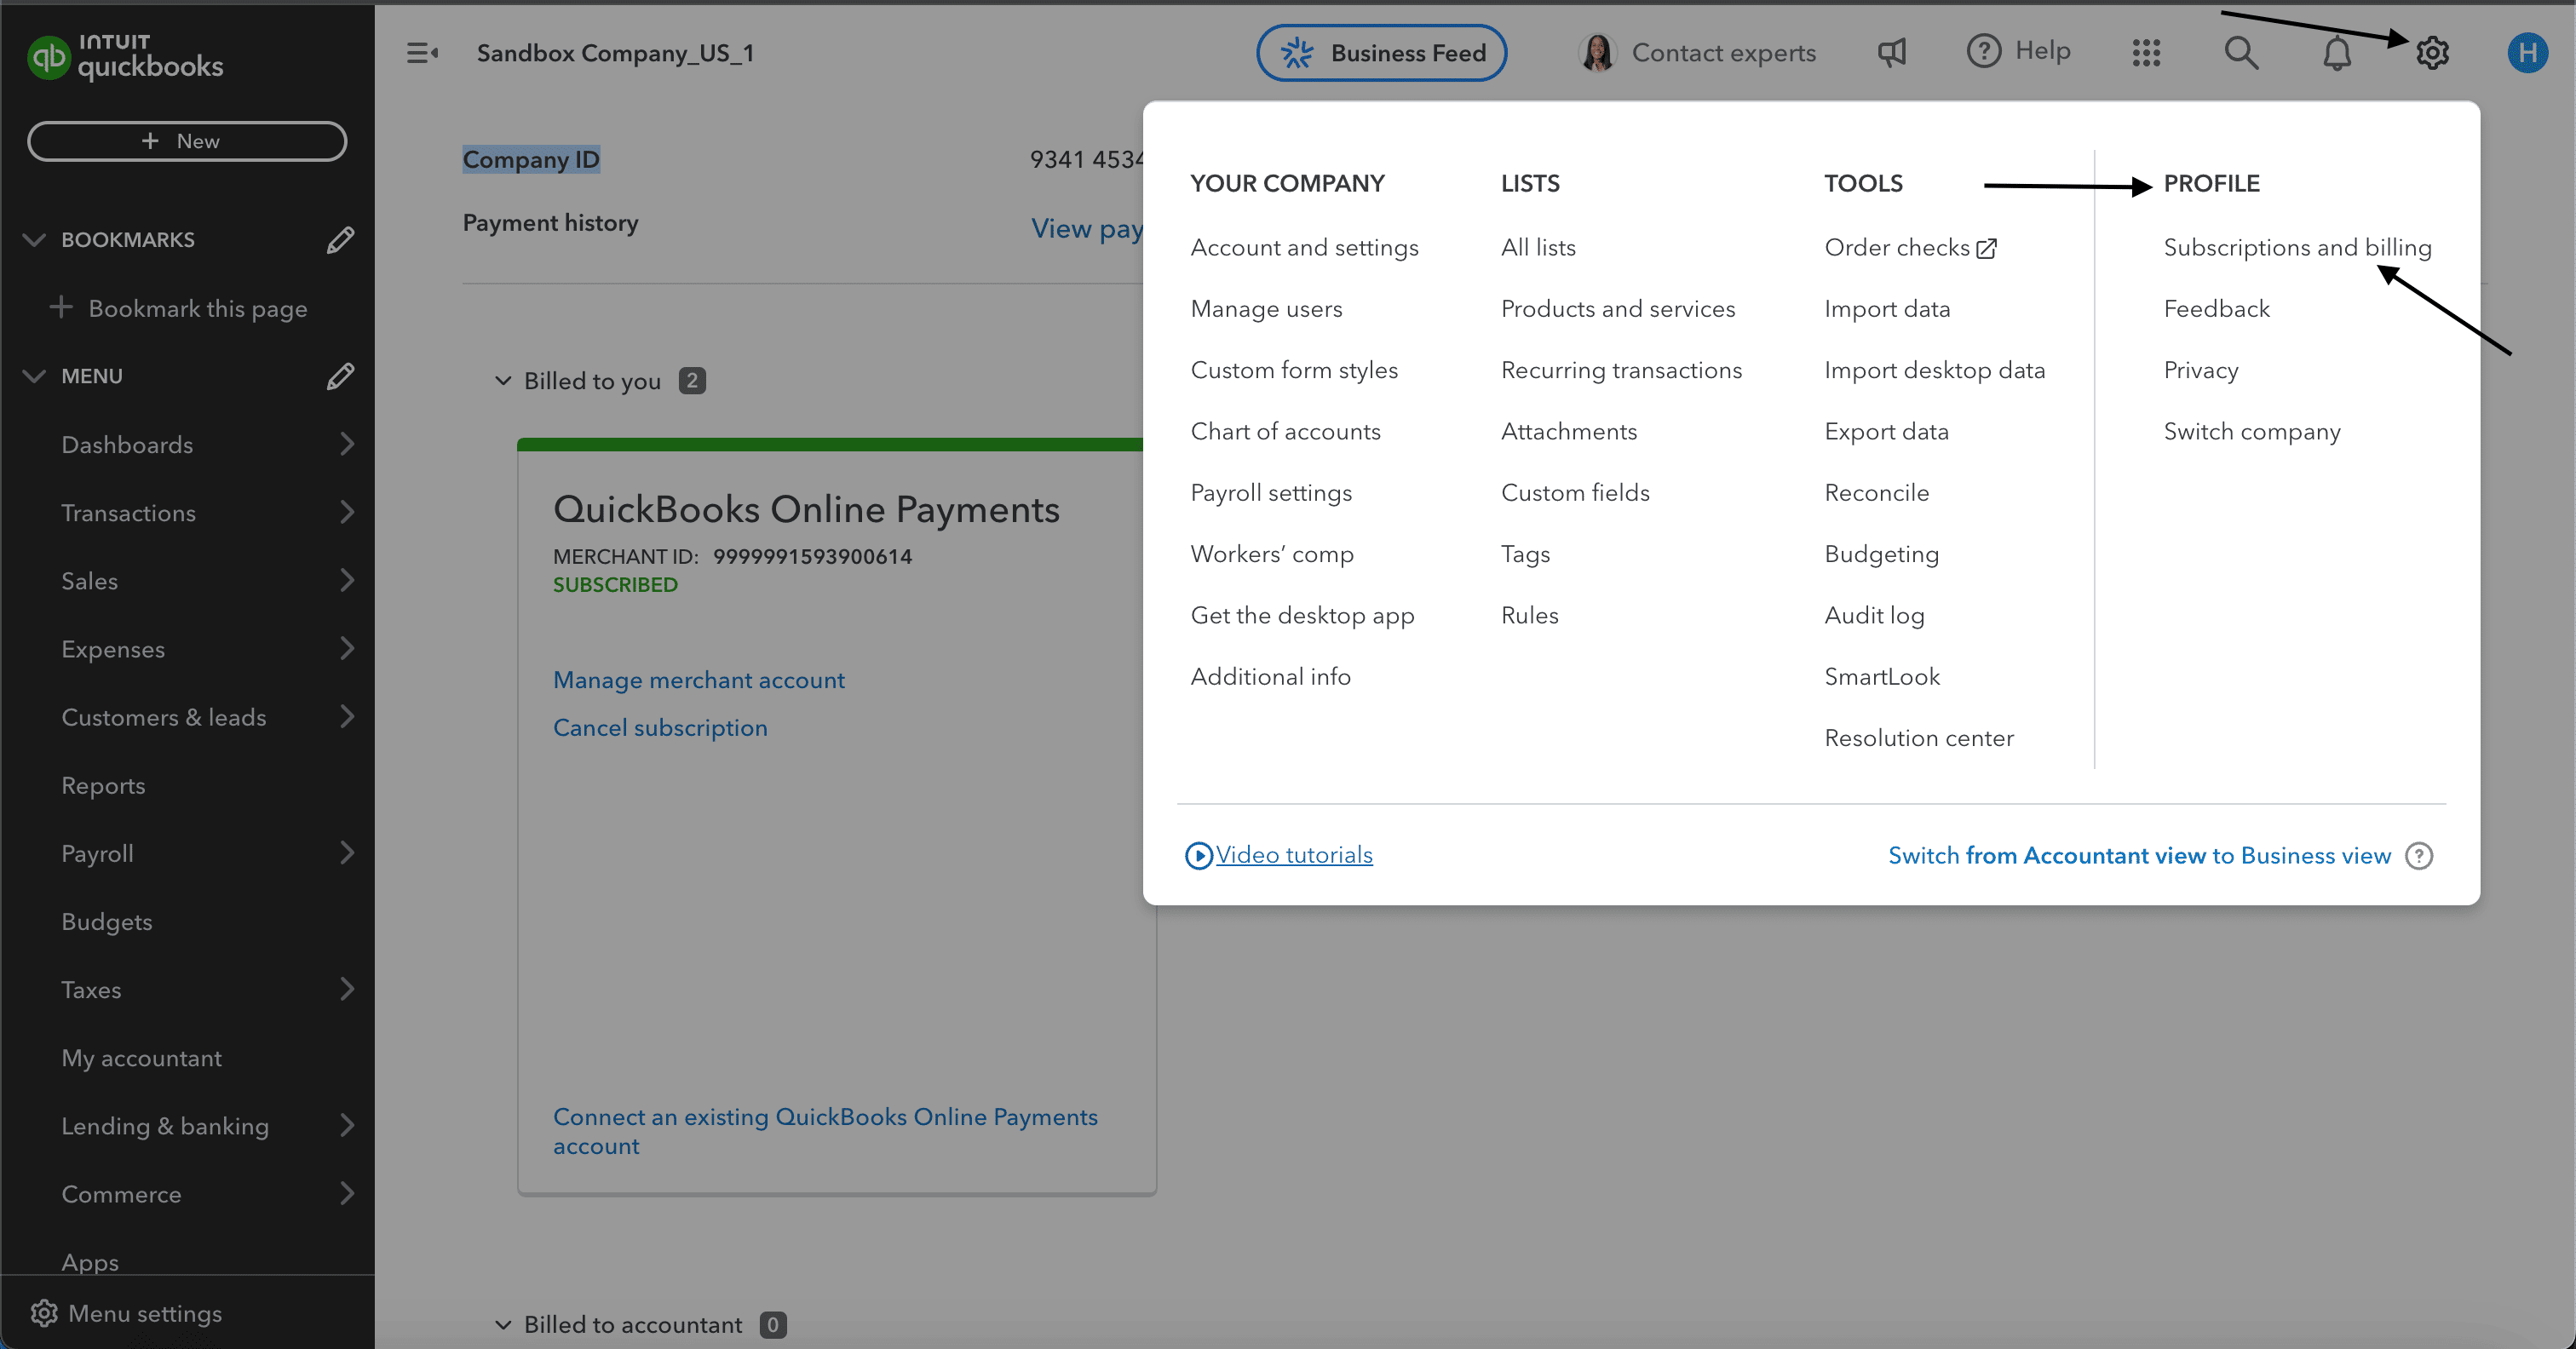 INTUIT
quickbooks
Sandbox Company_US_1
Business Feed
Contact experts
Help
H
+ New
BOOKMARKS
Bookmark this page
MENU
Dashboards
Transactions
Sales
Expenses
Customers & leads
Reports
Payroll
Budgets
Taxes
My accountant
Lending & banking
Commerce
Apps
Menu settings
Company ID
9341 4534
Payment history
View pay
Billed to you 2
QuickBooks Online Payments
MERCHANT ID: 9999991593900614
SUBSCRIBED
Manage merchant account
Cancel subscription
Connect an existing QuickBooks Online Payments
account
Billed to accountant 0
YOUR COMPANY
Account and settings
Manage users
Custom form styles
Chart of accounts
Payroll settings
Workers’ comp
Get the desktop app
Additional info
LISTS
All lists
Products and services
Recurring transactions
Attachments
Custom fields
Tags
Rules
TOOLS
Order checks
Import data
Import desktop data
Export data
Reconcile
Budgeting
Audit log
SmartLook
Resolution center
PROFILE
Subscriptions and billing
Feedback
Privacy
Switch company
Video tutorials
Switch from Accountant view to Business view